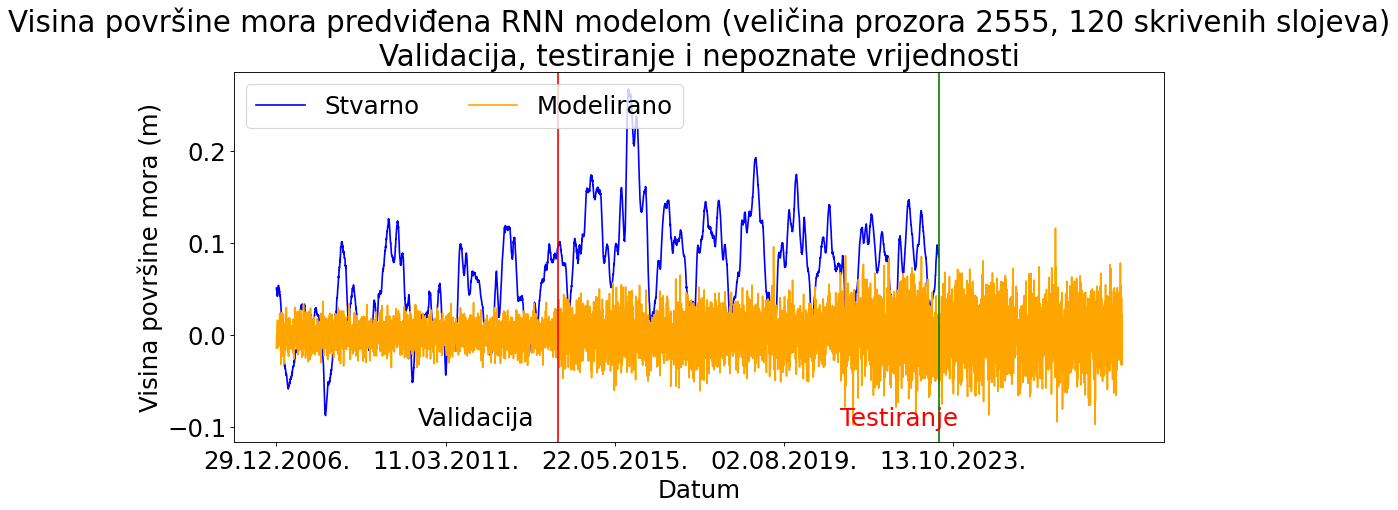 Visina površine mora predviđena RNN modelom (veličina prozora 2555, 120 skrivenih slojeva)
Validacija, testiranje i nepoznate vrijednosti
Stvarno
Modelirano
Visina površine mora (m)
0.2
0.1
0.0
−0.1
Validacija
Testiranje
29.12.2006.
11.03.2011.
22.05.2015.
02.08.2019.
13.10.2023.
Datum